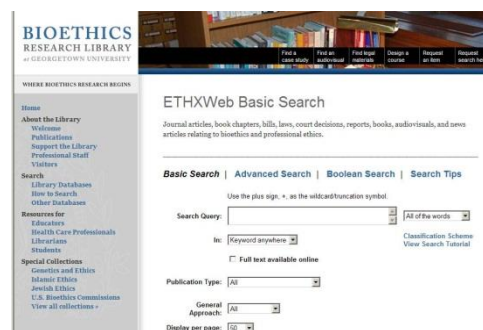 BIOETHICS
RESEARCH LIBRARY
at GEORGETOWN UNIVERSITY
WHERE BIOETHICS RESEARCH BEGINS
Find a case study
Find an audiovisual
Find legal materials
Design a course
Request an item
Request search he
Home
About the Library
Welcome
Publications
Support the Library
Professional Staff
Visitors
Search
Library Databases
How to Search
Other Databases
Resources for
Educators
Health Care Professionals
Librarians
Students
Special Collections
Genetics and Ethics
Islamic Ethics
Jewish Ethics
U.S. Bioethics Commissions
View all collections »
ETHXWeb Basic Search
Journal articles, book chapters, bills, laws, court decisions, reports, books, audiovisuals, and news
articles relating to bioethics and professional ethics.
Basic Search | Advanced Search | Boolean Search | Search Tips
Use the plus sign, +, as the wildcard/truncation symbol.
Search Query:
All of the words
In: Keyword anywhere
Classification Scheme
View Search Tutorial
Full text available online
Publication Type: All
General
Approach: All
Display per page: 50